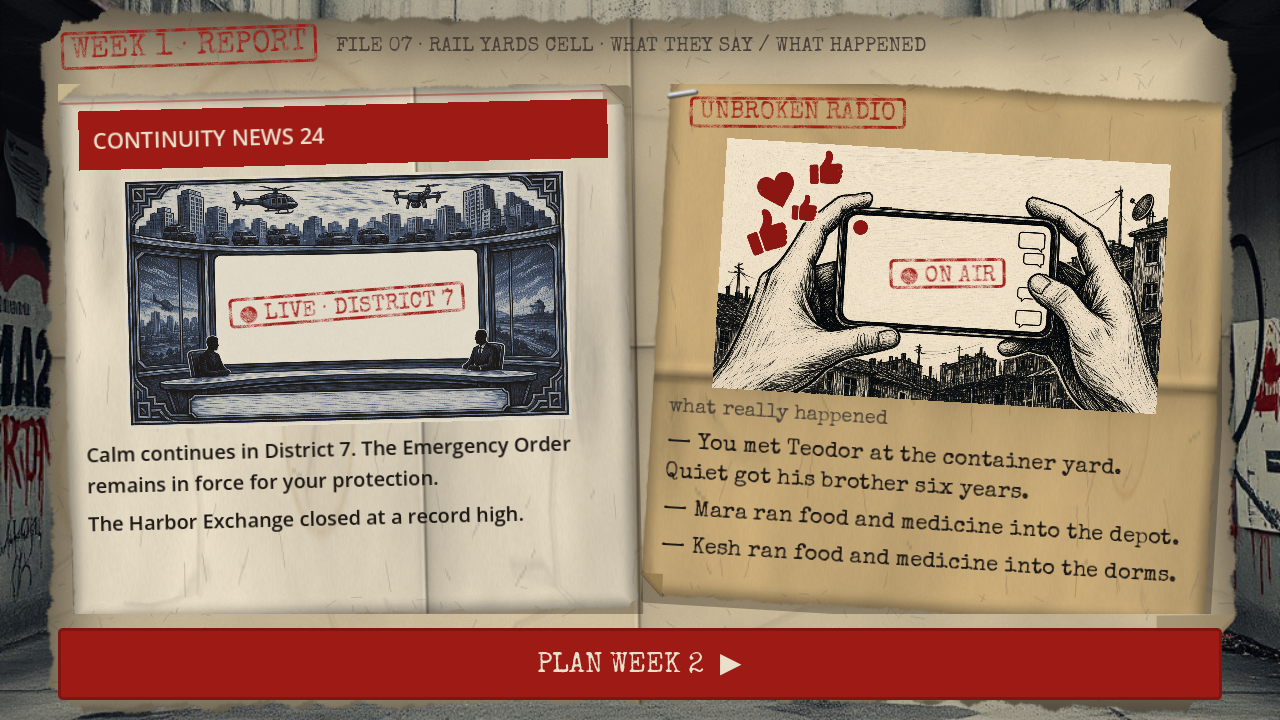 WEEK 1 · REPORT
FILE 07 · RAIL YARDS CELL · WHAT THEY SAY / WHAT HAPPENED
CONTINUITY NEWS 24
LIVE · DISTRICT 7
Calm continues in District 7. The Emergency Order
remains in force for your protection.
The Harbor Exchange closed at a record high.
UNBROKEN RADIO
ON AIR
what really happened
— You met Teodor at the container yard.
Quiet got his brother six years.
— Mara ran food and medicine into the depot.
— Kesh ran food and medicine into the dorms.
PLAN WEEK 2 ▶